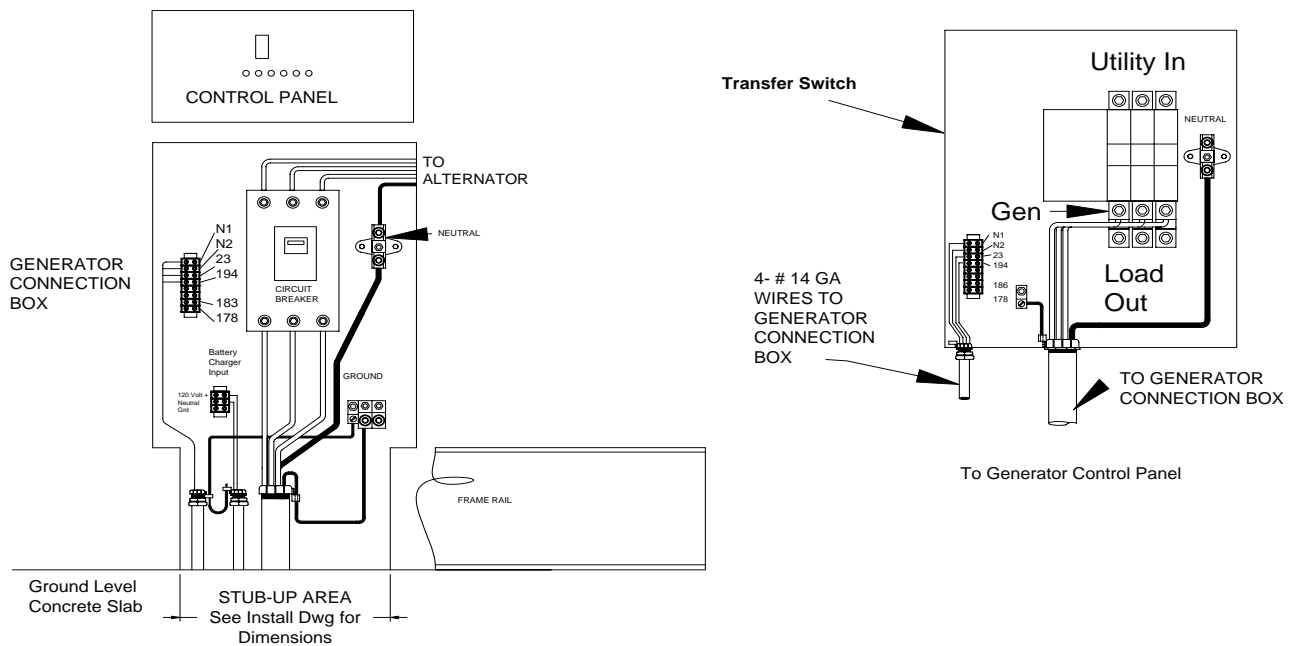 CONTROL PANEL
TO
ALTERNATOR
N1
N2
23
194
183
178
NEUTRAL
CIRCUIT
BREAKER
GENERATOR
CONNECTION
BOX
Battery
Charger
Input
120 Volt +
Neutral
Grd
GROUND
FRAME RAIL
Ground Level
Concrete Slab
STUB-UP AREA
See Install Dwg for
Dimensions
Transfer Switch
Utility In
NEUTRAL
Gen
N1
N2
23
194
186
178
Load
Out
4- # 14 GA
WIRES TO
GENERATOR
CONNECTION
BOX
TO GENERATOR
CONNECTION BOX
To Generator Control Panel